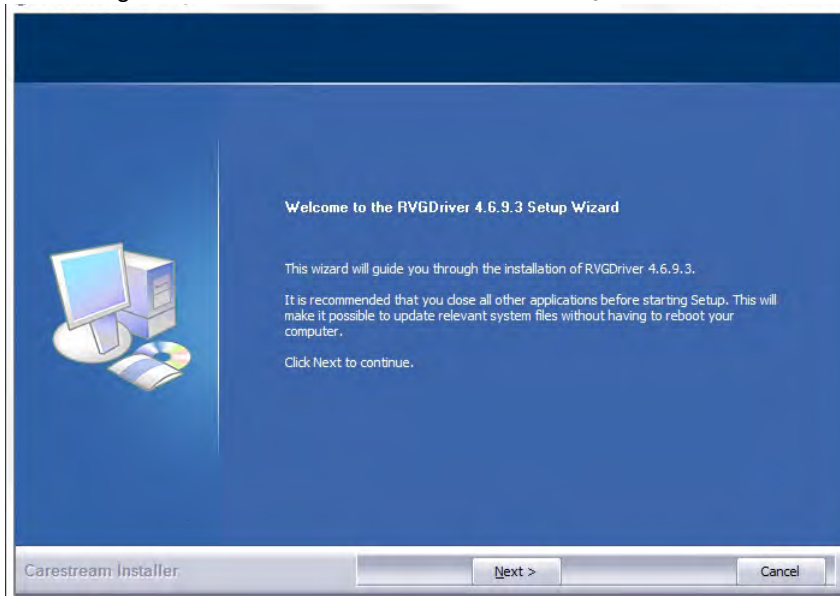 Welcome to the RVGDriver 4.6.9.3 Setup Wizard
This wizard will guide you through the installation of RVGDriver 4.6.9.3.
It is recommended that you close all other applications before starting Setup. This will
make it possible to update relevant system files without having to reboot your
computer.
Click Next to continue.
Carestream Installer
Next >
Cancel